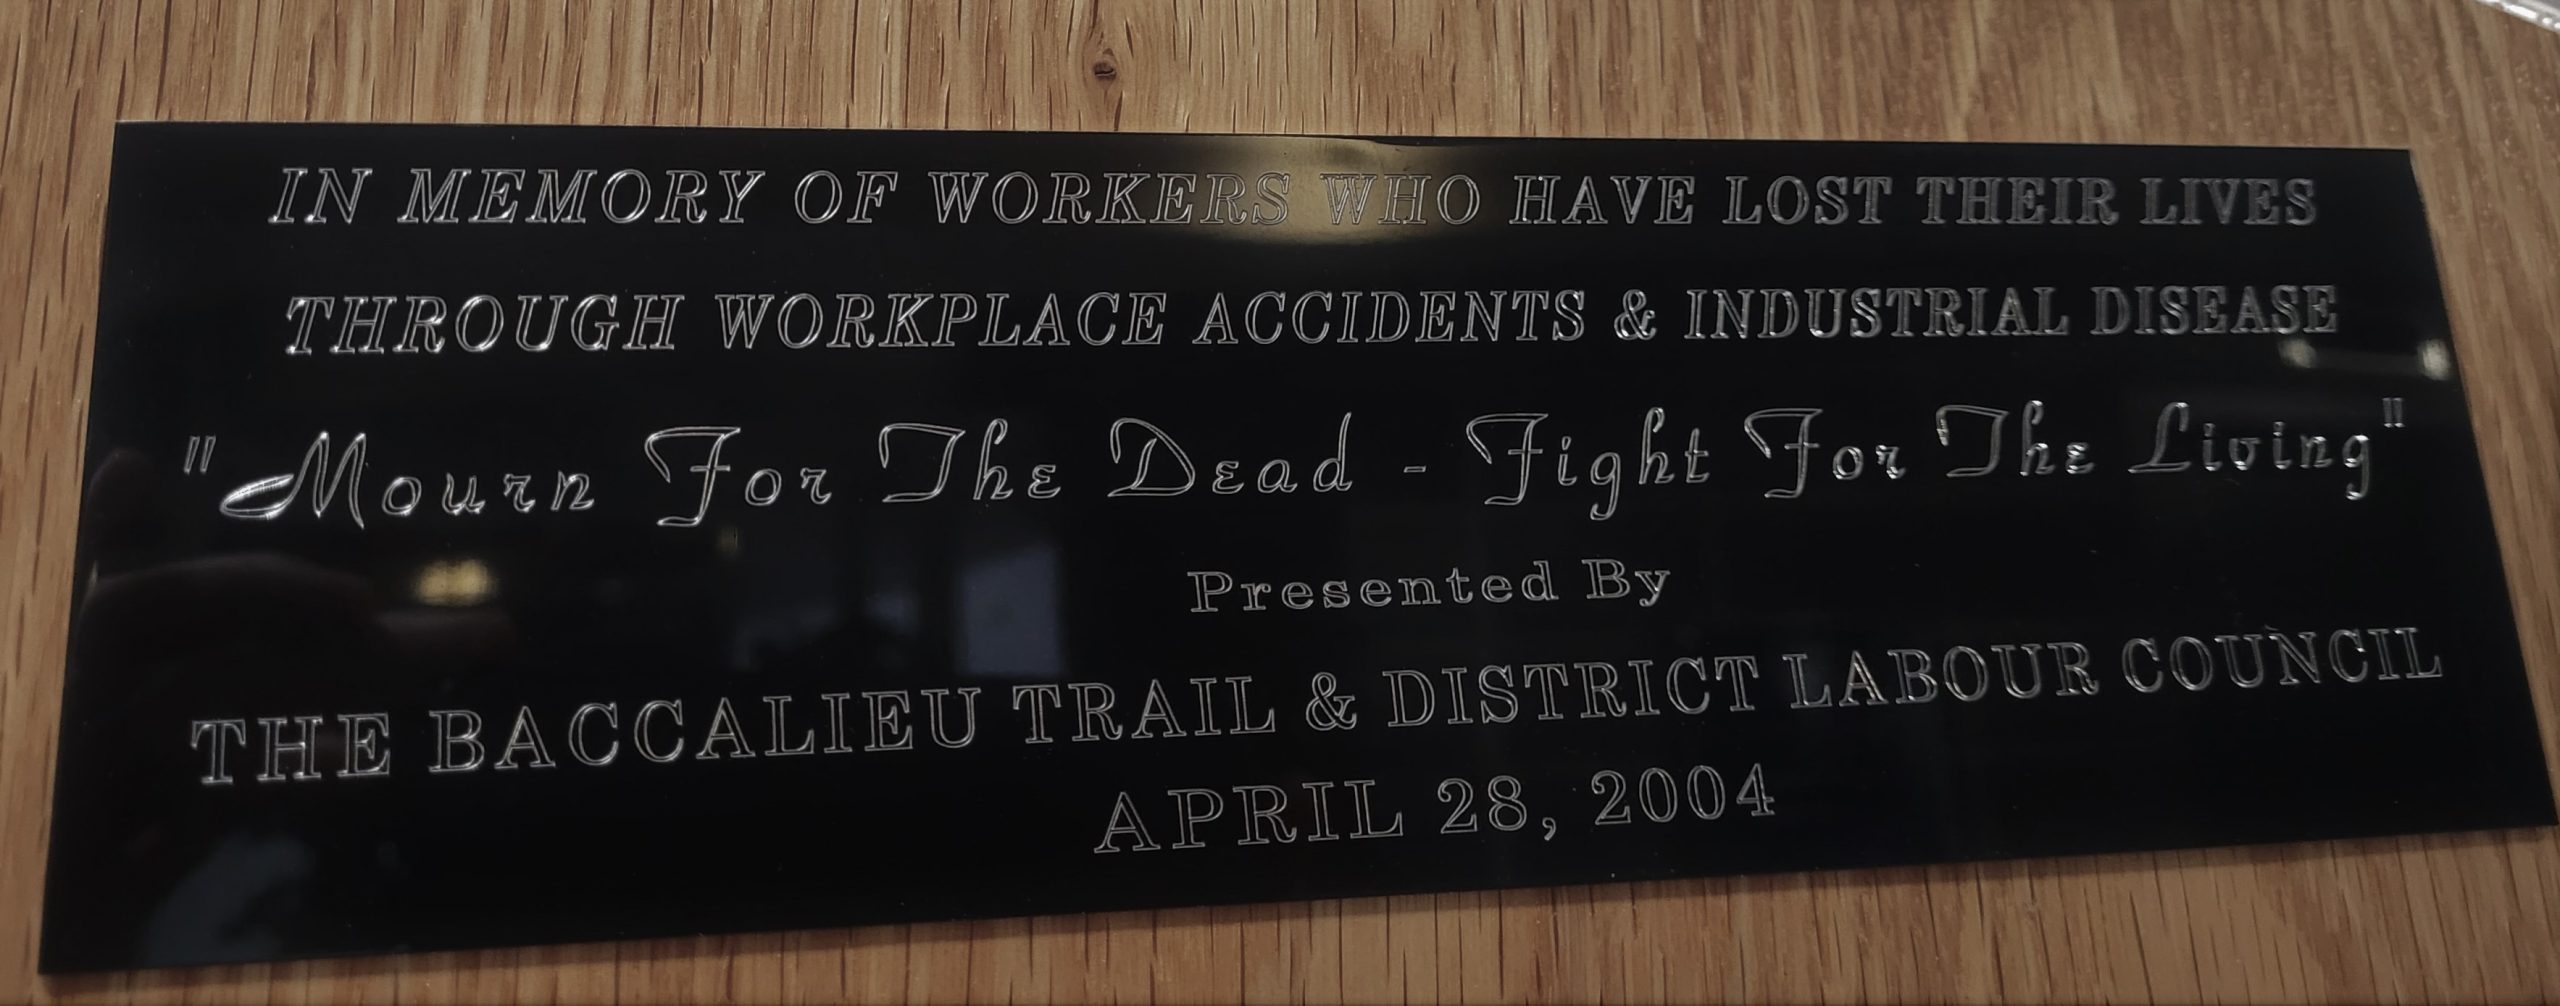 IN MEMORY OF WORKERS WHO HAVE LOST THEIR LIVES
THROUGH WORKPLACE ACCIDENTS & INDUSTRIAL DISEASE
"Mourn For The Dead - Fight For The Living"
Presented By
THE BACCALIEU TRAIL & DISTRICT LABOUR COUNCIL
APRIL 28, 2004